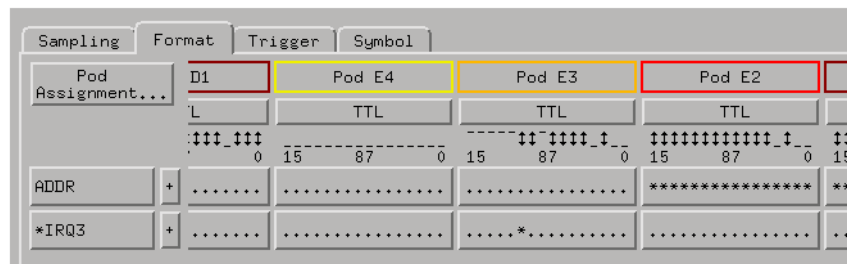 Sampling Format Trigger Symbol
Pod Assignment... D1 Pod E4 Pod E3 Pod E2
TTL TTL TTL
0 15 87 0 15 87 0 15 87 0
ADDR + ....... ................ ................ ****************
*IRQ3 + ....... ................ .....*.......... ................